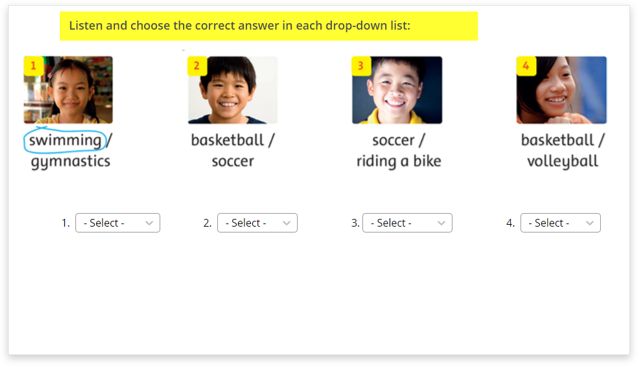 Listen and choose the correct answer in each drop-down list:
1
2
3
4
swimming /
gymnastics
basketball /
soccer
soccer /
riding a bike
basketball /
volleyball
1. - Select -
2. - Select -
3. - Select -
4. - Select -